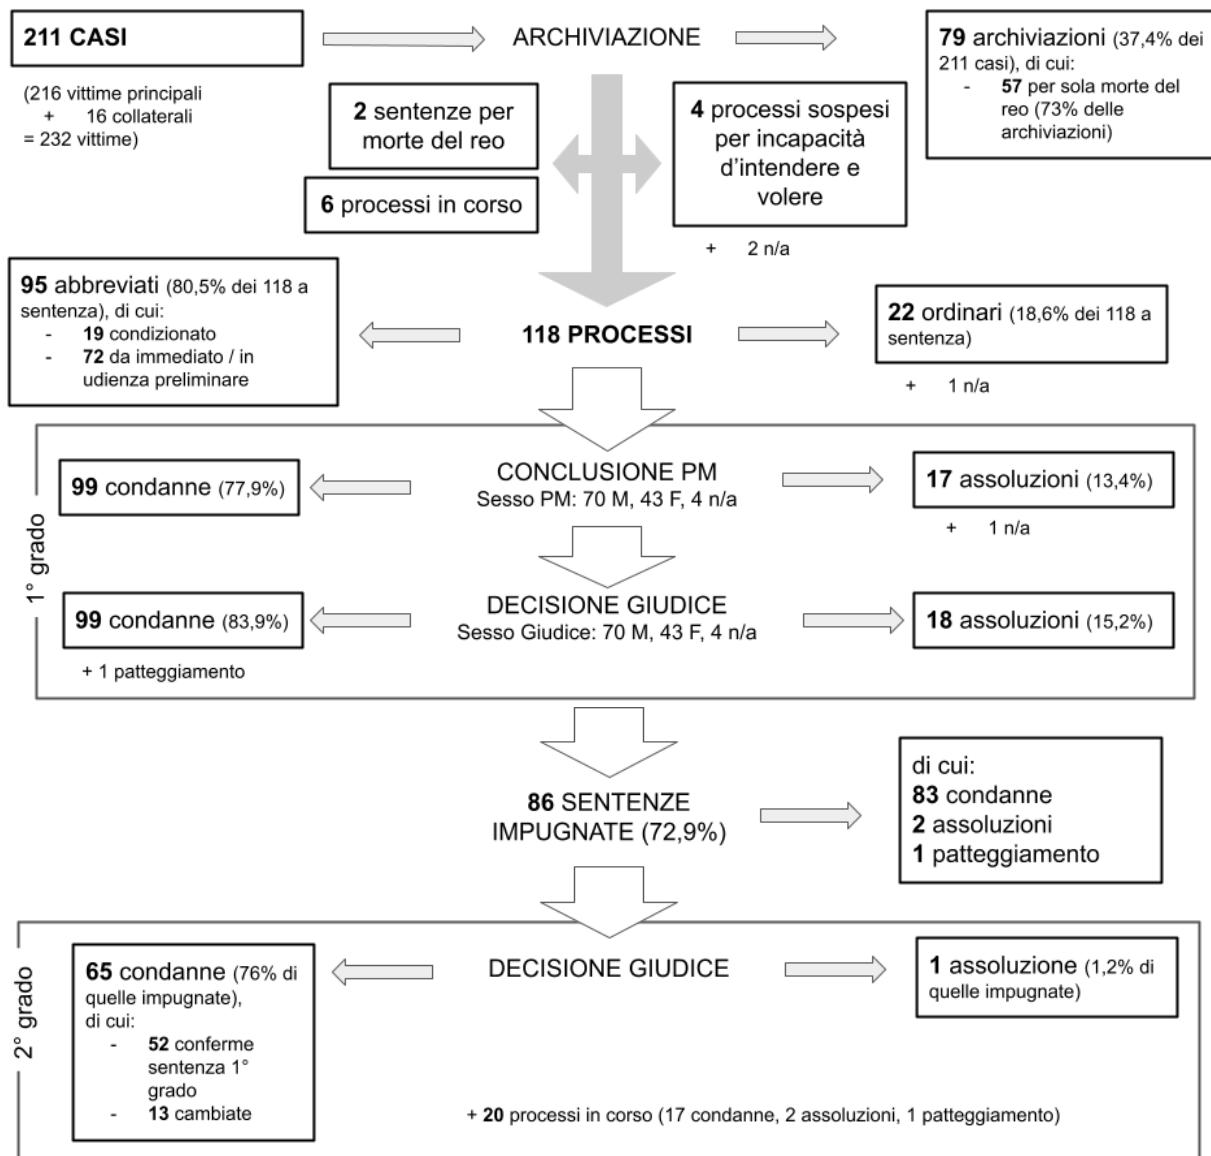 211 CASI
(216 vittime principali
+ 16 collaterali
= 232 vittime)
ARCHIVIAZIONE
79 archiviazioni (37,4% dei
211 casi), di cui:
- 57 per sola morte del
reo (73% delle
archiviazioni)
2 sentenze per
morte del reo
6 processi in corso
4 processi sospesi
per incapacità
d'intendere e
volere
+ 2 n/a
95 abbreviati (80,5% dei 118 a
sentenza), di cui:
- 19 condizionato
- 72 da immediato / in
udienza preliminare
118 PROCESSI
22 ordinari (18,6% dei 118 a
sentenza)
+ 1 n/a
1° grado
CONCLUSIONE PM
Sesso PM: 70 M, 43 F, 4 n/a
99 condanne (77,9%)
17 assoluzioni (13,4%)
+ 1 n/a
DECISIONE GIUDICE
Sesso Giudice: 70 M, 43 F, 4 n/a
99 condanne (83,9%)
+ 1 patteggiamento
18 assoluzioni (15,2%)
86 SENTENZE
IMPUGNATE (72,9%)
di cui:
83 condanne
2 assoluzioni
1 patteggiamento
2° grado
65 condanne (76% di
quelle impugnate),
di cui:
- 52 conferme
sentenza 1°
grado
- 13 cambiate
DECISIONE GIUDICE
1 assoluzione (1,2% di
quelle impugnate)
+ 20 processi in corso (17 condanne, 2 assoluzioni, 1 patteggiamento)